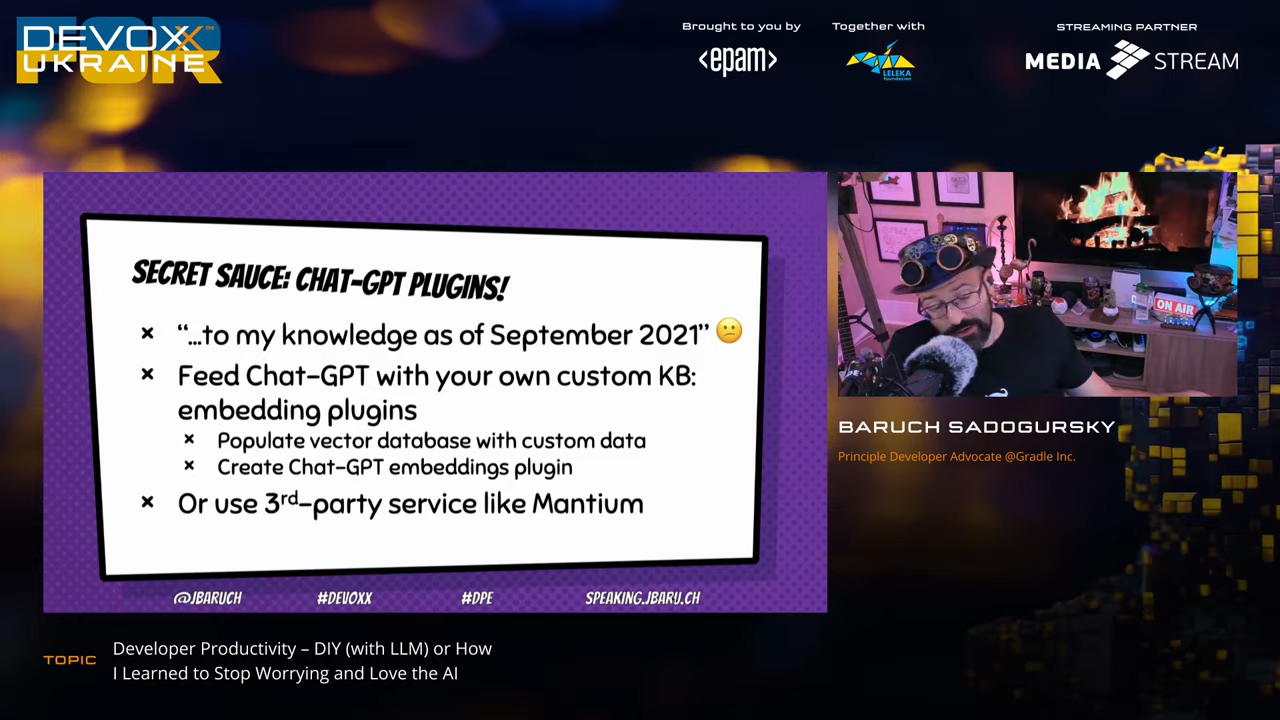 DEVOXX™
UKRAINE
FOR
Brought to you by
<epam>
Together with
LELEKA
foundation
STREAMING PARTNER
MEDIA STREAM
SECRET SAUCE: CHAT-GPT PLUGINS!
× “…to my knowledge as of September 2021” 😕
× Feed Chat-GPT with your own custom KB:
embedding plugins
× Populate vector database with custom data
× Create Chat-GPT embeddings plugin
× Or use 3rd-party service like Mantium
@JBARUCH #DEVOXX #DPE SPEAKING.JBARU.CH
ON AIR
BARUCH SADOGURSKY
Principle Developer Advocate @Gradle Inc.
TOPIC
Developer Productivity – DIY (with LLM) or How
I Learned to Stop Worrying and Love the AI